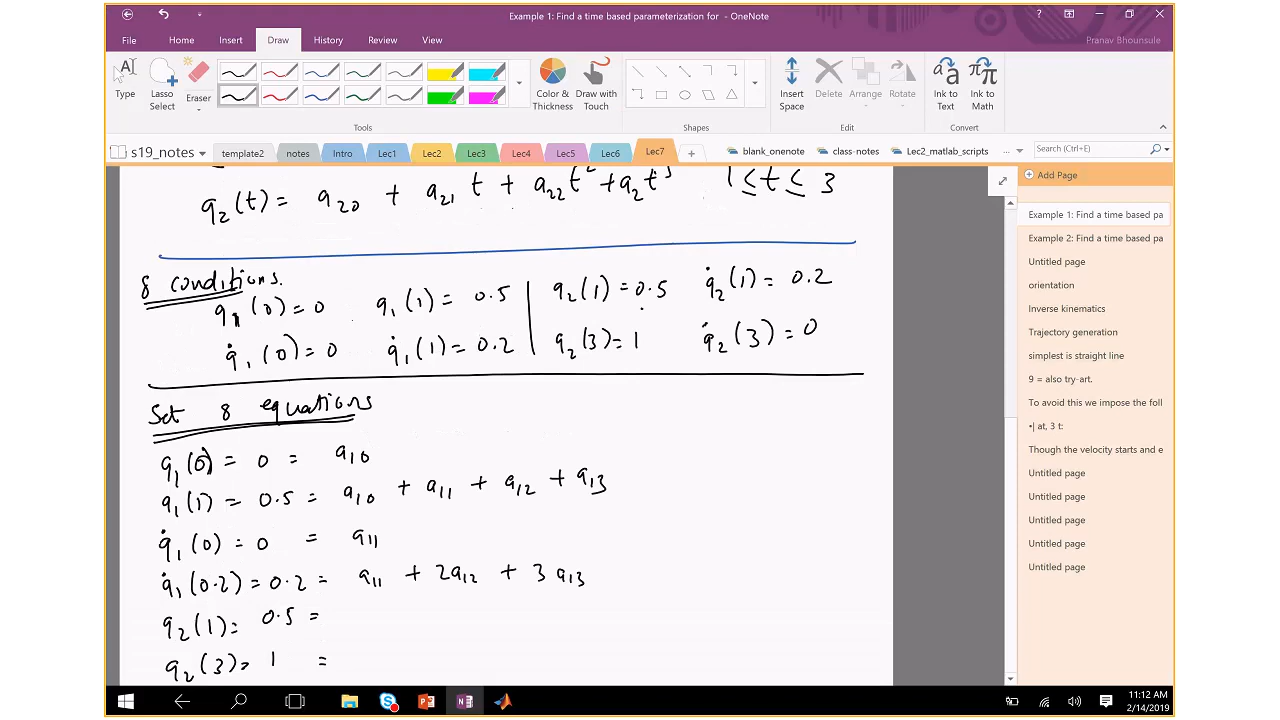 Example 1: Find a time based parameterization for - OneNote
?
File Home Insert Draw History Review View
Pranav Bhounsule
Type
Lasso Select
Eraser
Color & Thickness
Draw with Touch
Insert Space
Delete
Arrange
Rotate
Ink to Text
Ink to Math
Tools
Shapes
Edit
Convert
s19_notes template2 notes Intro Lec1 Lec2 Lec3 Lec4 Lec5 Lec6 Lec7 + blank_onenote class-notes Lec2_matlab_scripts ... Search (Ctrl+E)
q₂(t) = a₂₀ + a₂₁ t + a₂₂ t² + a₂ t³ 1 ≤ t ≤ 3
8 conditions.
q₁(0) = 0 q₁(1) = 0.5 | q₂(1) = 0.5 q̇₂(1) = 0.2
q̇₁(0) = 0 q̇₁(1) = 0.2 | q₂(3) = 1 q̇₂(3) = 0
Set 8 equations
q₁(0) = 0 = a₁₀
q₁(1) = 0.5 = a₁₀ + a₁₁ + a₁₂ + a₁₃
q̇₁(0) = 0 = a₁₁
q̇₁(0.2) = 0.2 = a₁₁ + 2a₁₂ + 3a₁₃
q₂(1) = 0.5 =
q₂(3) = 1 =
Add Page
Example 1: Find a time based pa
Example 2: Find a time based pa
Untitled page
orientation
Inverse kinematics
Trajectory generation
simplest is straight line
9 = also try-art.
To avoid this we impose the foll
•| at, 3 t:
Though the velocity starts and e
Untitled page
Untitled page
Untitled page
Untitled page
Untitled page
11:12 AM
2/14/2019